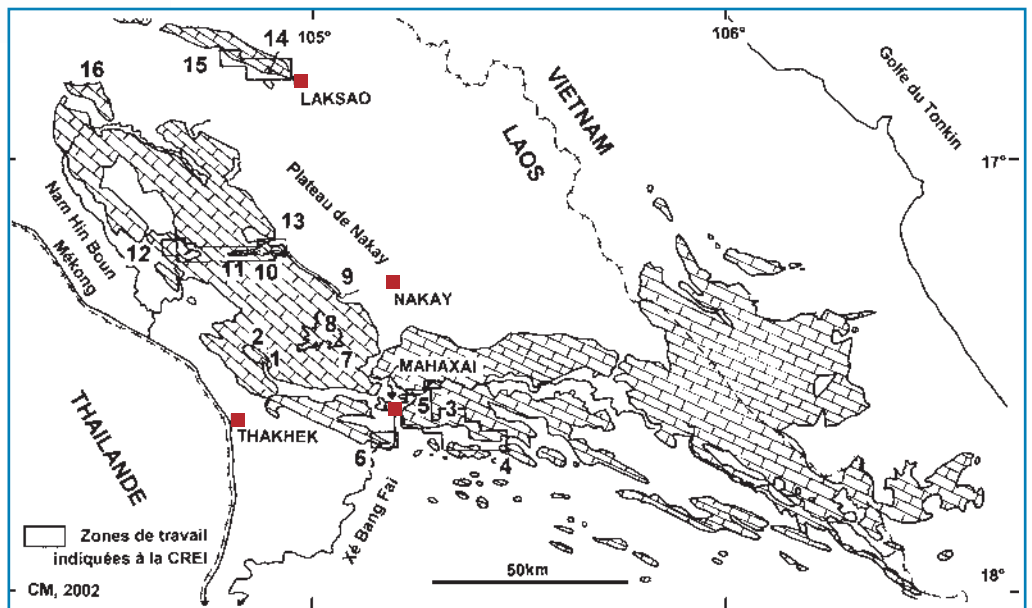 14
105°
106°
15
16
LAKSAO
VIETNAM
LAOS
Golfe du Tonkin
17°
Plateau de Nakay
Nam Hin Boun
Mékong
13
12
11
10
9
NAKAY
8
2
1
7
MAHAXAI
5
3
THAILANDE
THAKHEK
6
4
Xé Bang Fai
Zones de travail
indiquées à la CREI
50km
18°
CM, 2002